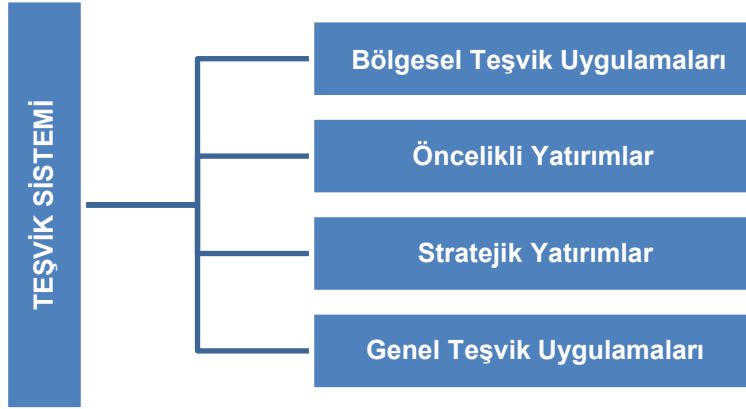 TEŞVİK SİSTEMİ
Bölgesel Teşvik Uygulamaları
Öncelikli Yatırımlar
Stratejik Yatırımlar
Genel Teşvik Uygulamaları